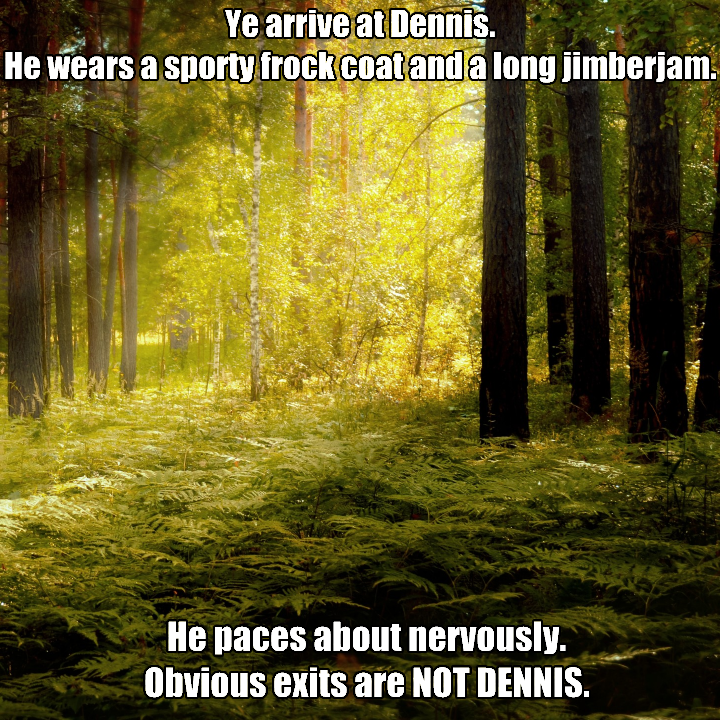 Ye arrive at Dennis.
He wears a sporty frock coat and a long jimberjam.
He paces about nervously.
Obvious exits are NOT DENNIS.